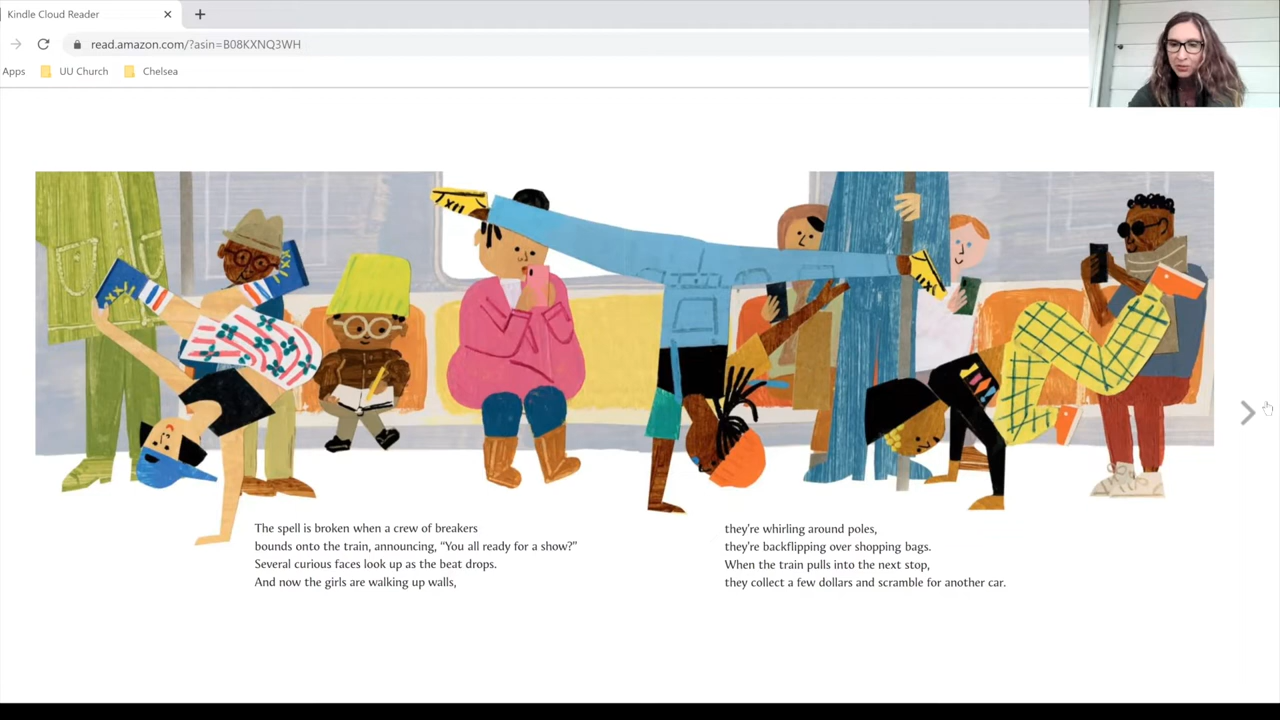 Kindle Cloud Reader
read.amazon.com/?asin=B08KXNQ3WH
Apps UU Church Chelsea
The spell is broken when a crew of breakers
bounds onto the train, announcing, “You all ready for a show?”
Several curious faces look up as the beat drops.
And now the girls are walking up walls,
they’re whirling around poles,
they’re backflipping over shopping bags.
When the train pulls into the next stop,
they collect a few dollars and scramble for another car.